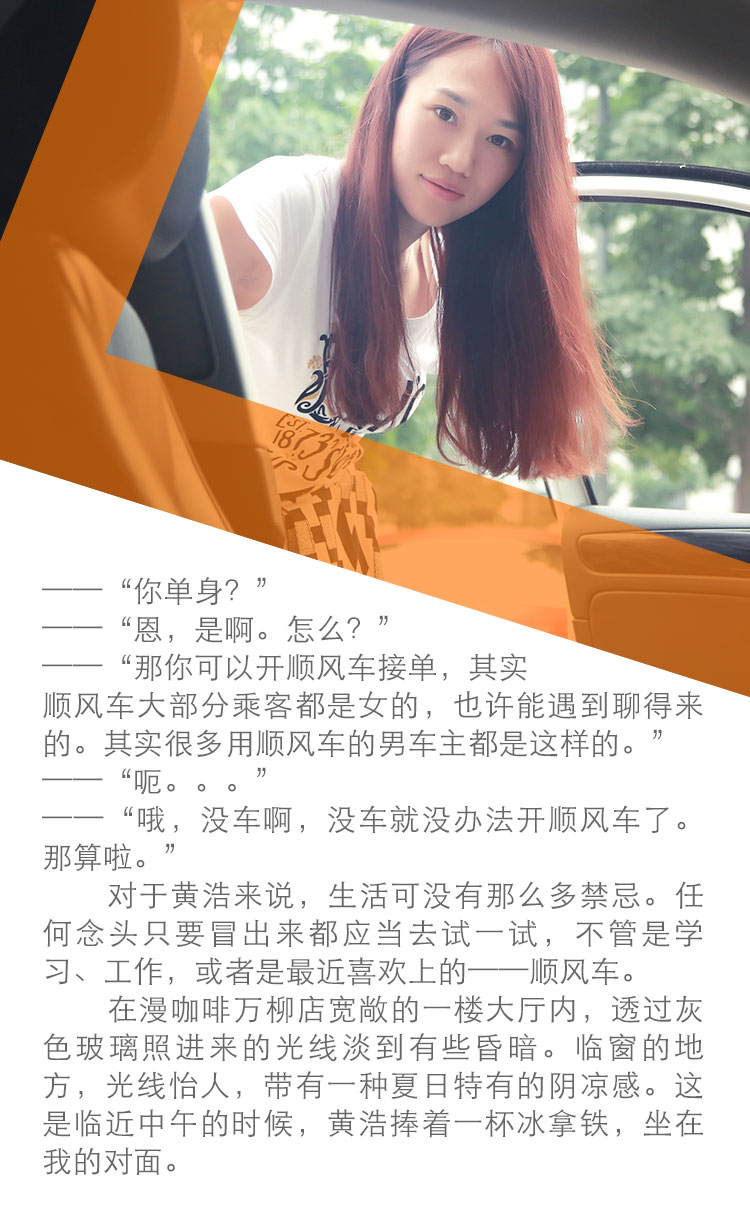 EST.
1873
——“你单身？”
——“恩，是啊。怎么？”
——“那你可以开顺风车接单，其实
顺风车大部分乘客都是女的，也许能遇到聊得来
的。其实很多用顺风车的男车主都是这样的。”
——“呃。。。”
——“哦，没车啊，没车就没办法开顺风车了。
那算啦。”
对于黄浩来说，生活可没有那么多禁忌。任
何念头只要冒出来都应当去试一试，不管是学
习、工作，或者是最近喜欢上的——顺风车。
在漫咖啡万柳店宽敞的一楼大厅内，透过灰
色玻璃照进来的光线淡到有些昏暗。临窗的地
方，光线怡人，带有一种夏日特有的阴凉感。这
是临近中午的时候，黄浩捧着一杯冰拿铁，坐在
我的对面。